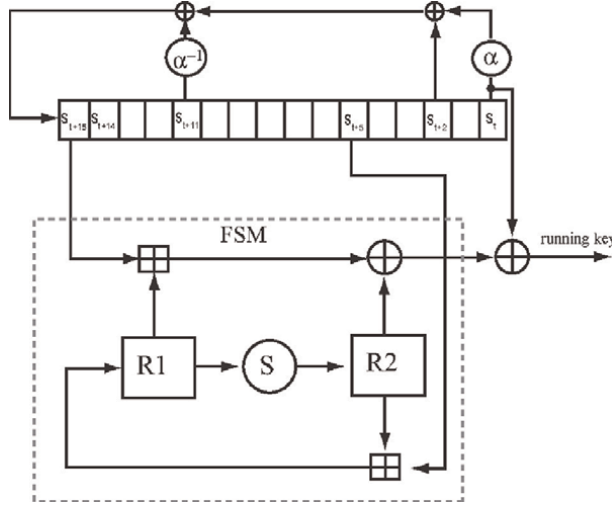 α⁻¹
α
S_{t+15} S_{t+14} S_{t+11} S_{t+5} S_{t+2} S_t
FSM
running key
R1
S
R2